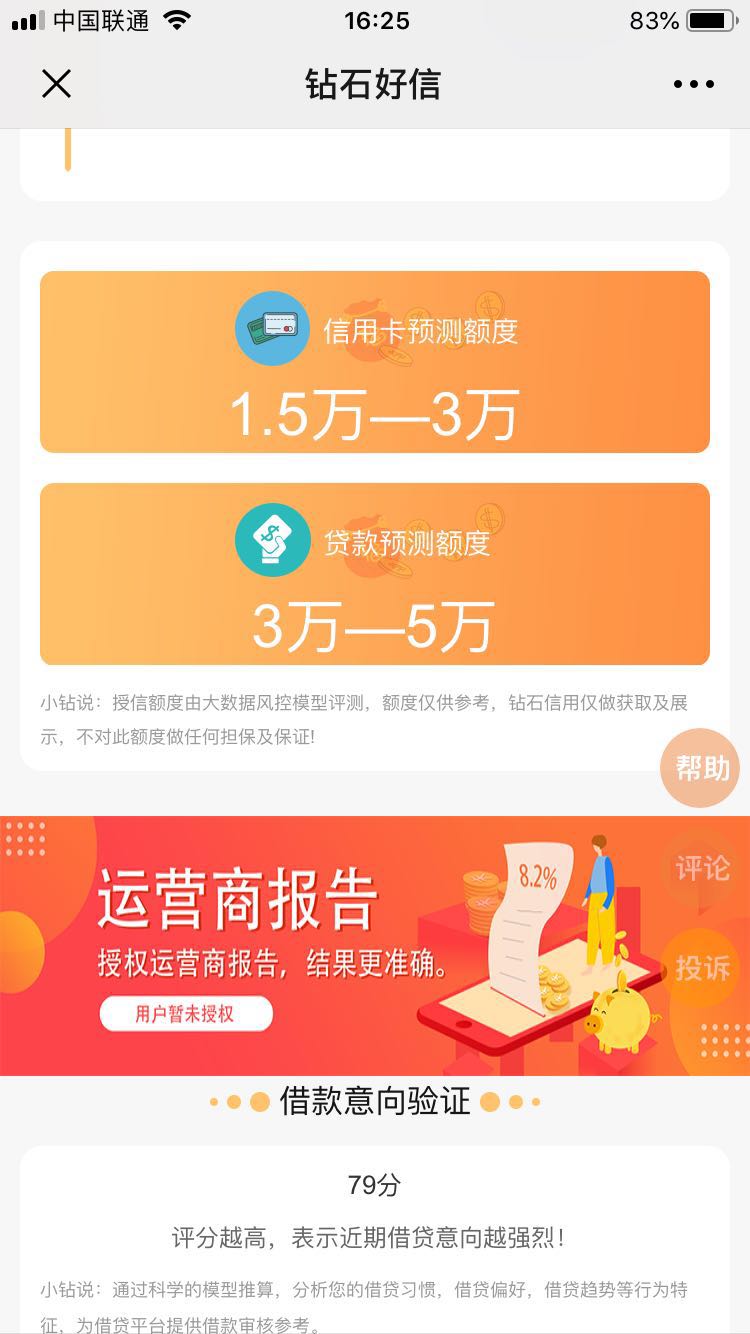 中国联通
16:25
83%
钻石好信
信用卡预测额度
1.5万—3万
贷款预测额度
3万—5万
小钻说：授信额度由大数据风控模型评测，额度仅供参考，钻石信用仅做获取及展
示，不对此额度做任何担保及保证!
帮助
运营商报告
8.2%
评论
授权运营商报告，结果更准确。
投诉
用户暂未授权
借款意向验证
79分
评分越高，表示近期借贷意向越强烈！
小钻说：通过科学的模型推算，分析您的借贷习惯，借贷偏好，借贷趋势等行为特
征，为借贷平台提供借款审核参考。